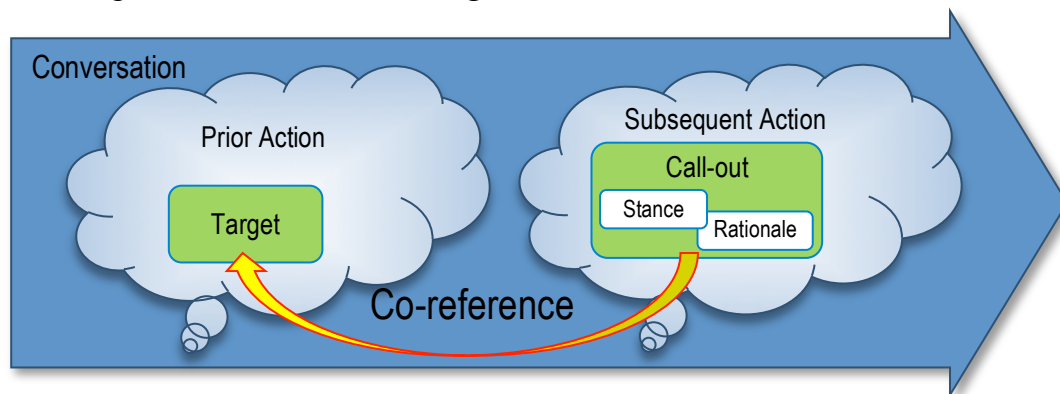 Conversation
Prior Action
Target
Subsequent Action
Call-out
Stance
Rationale
Co-reference